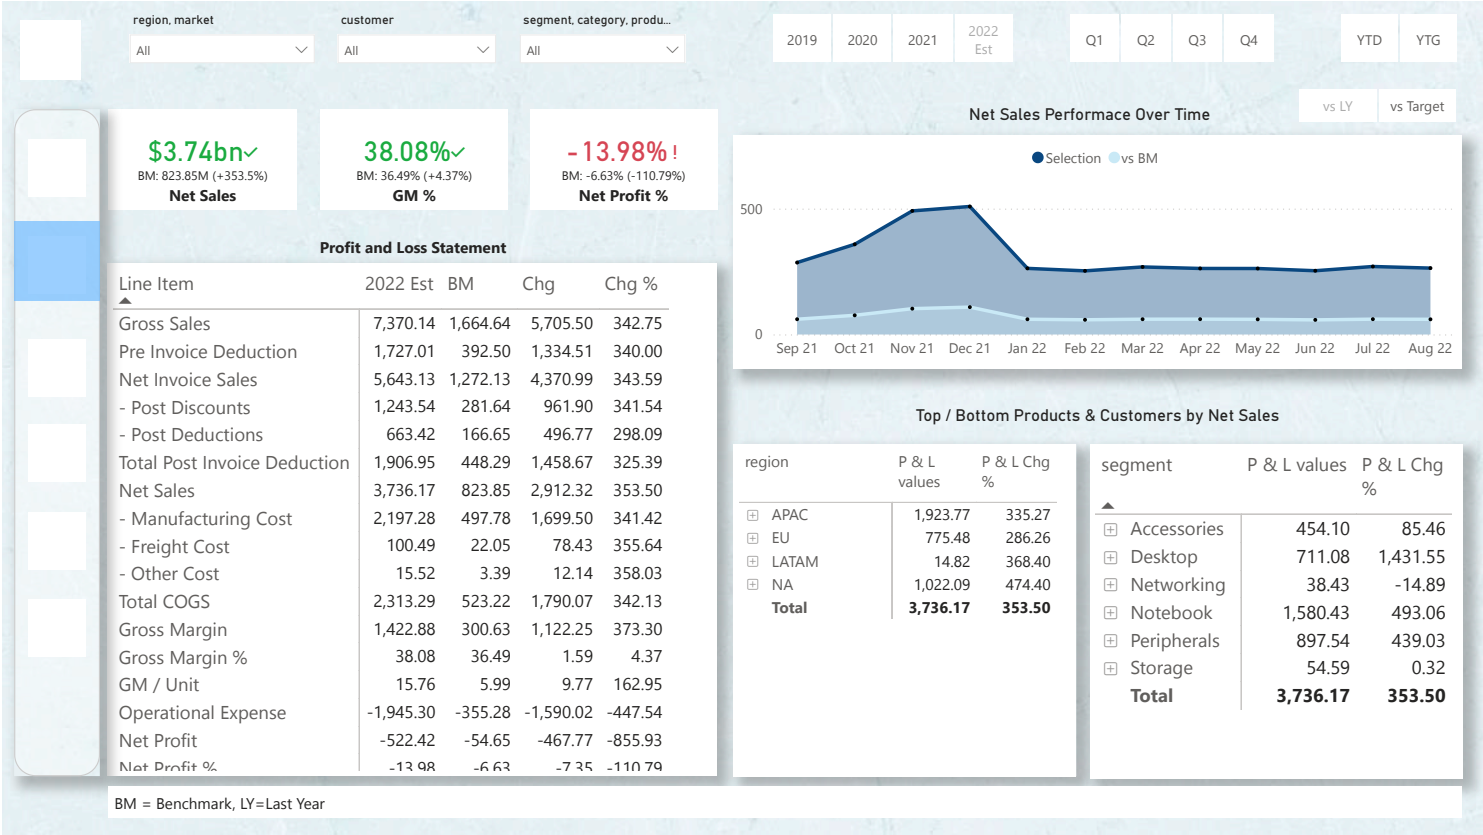 region, market
customer
segment, category, produ...
All
All
All
2019
2020
2021
2022
Est
Q1
Q2
Q3
Q4
YTD
YTG
vs LY
vs Target
$3.74bn
BM: 823.85M (+353.5%)
Net Sales
38.08%
BM: 36.49% (+4.37%)
GM %
-13.98% !
BM: -6.63% (-110.79%)
Net Profit %
Net Sales Performace Over Time
Selection
vs BM
500
0
Sep 21 Oct 21 Nov 21 Dec 21 Jan 22 Feb 22 Mar 22 Apr 22 May 22 Jun 22 Jul 22 Aug 22
Profit and Loss Statement
Line Item 2022 Est BM Chg Chg %
Gross Sales 7,370.14 1,664.64 5,705.50 342.75
Pre Invoice Deduction 1,727.01 392.50 1,334.51 340.00
Net Invoice Sales 5,643.13 1,272.13 4,370.99 343.59
- Post Discounts 1,243.54 281.64 961.90 341.54
- Post Deductions 663.42 166.65 496.77 298.09
Total Post Invoice Deduction 1,906.95 448.29 1,458.67 325.39
Net Sales 3,736.17 823.85 2,912.32 353.50
- Manufacturing Cost 2,197.28 497.78 1,699.50 341.42
- Freight Cost 100.49 22.05 78.43 355.64
- Other Cost 15.52 3.39 12.14 358.03
Total COGS 2,313.29 523.22 1,790.07 342.13
Gross Margin 1,422.88 300.63 1,122.25 373.30
Gross Margin % 38.08 36.49 1.59 4.37
GM / Unit 15.76 5.99 9.77 162.95
Operational Expense -1,945.30 -355.28 -1,590.02 -447.54
Net Profit -522.42 -54.65 -467.77 -855.93
Net Profit % -13.98 -6.63 -7.35 -110.79
Top / Bottom Products & Customers by Net Sales
region P & L values P & L Chg %
APAC 1,923.77 335.27
EU 775.48 286.26
LATAM 14.82 368.40
NA 1,022.09 474.40
Total 3,736.17 353.50
segment P & L values P & L Chg %
Accessories 454.10 85.46
Desktop 711.08 1,431.55
Networking 38.43 -14.89
Notebook 1,580.43 493.06
Peripherals 897.54 439.03
Storage 54.59 0.32
Total 3,736.17 353.50
BM = Benchmark, LY=Last Year